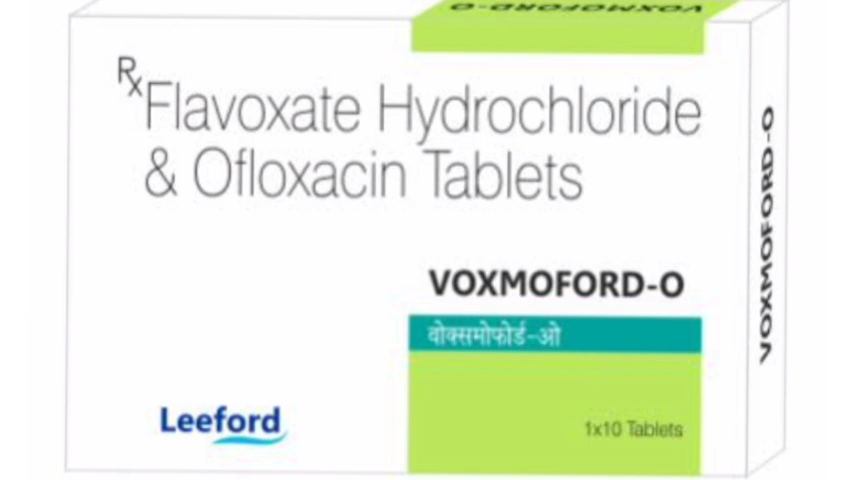 VOXMOFORD-O
Rx Flavoxate Hydrochloride
& Ofloxacin Tablets
VOXMOFORD-O
वोक्समोफोर्ड-ओ
Leeford
1x10 Tablets
VOXMOFORD-O